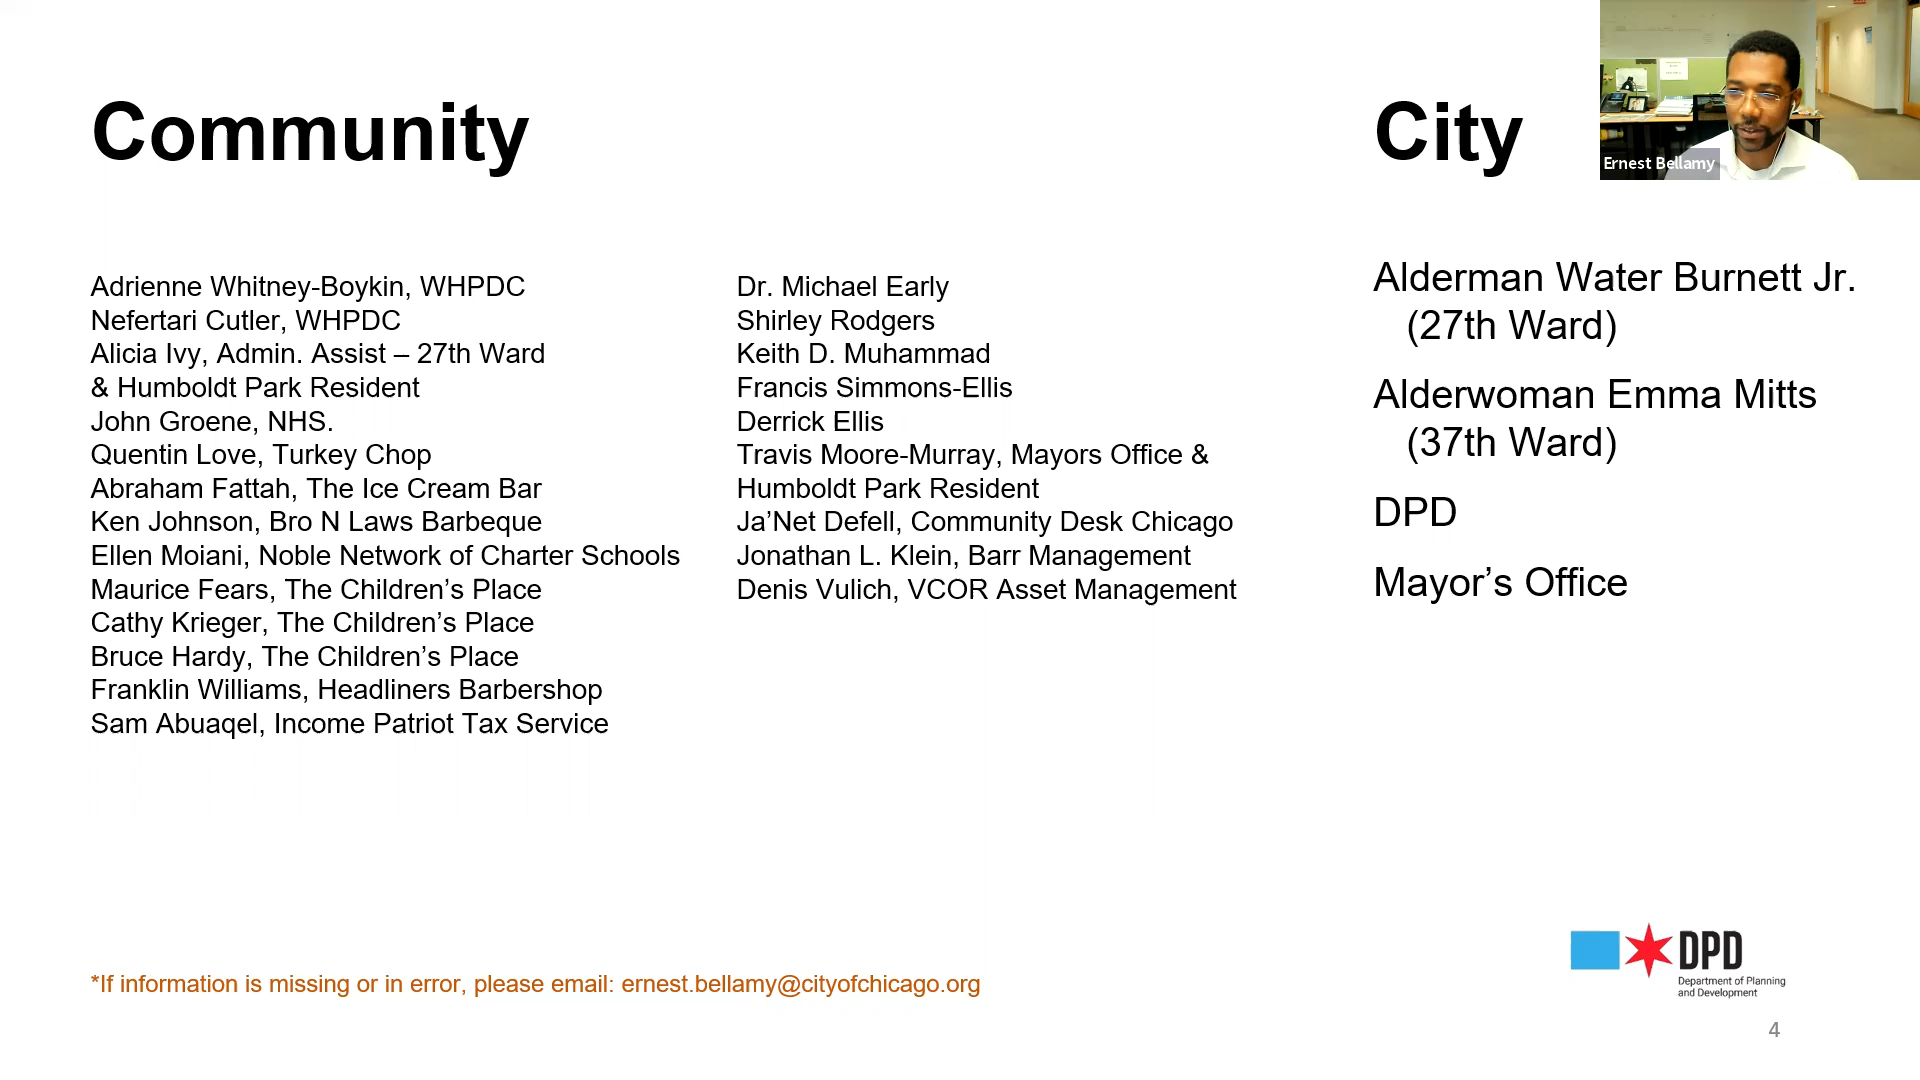 Community
City
Ernest Bellamy
Adrienne Whitney-Boykin, WHPDC
Nefertari Cutler, WHPDC
Alicia Ivy, Admin. Assist – 27th Ward
& Humboldt Park Resident
John Groene, NHS.
Quentin Love, Turkey Chop
Abraham Fattah, The Ice Cream Bar
Ken Johnson, Bro N Laws Barbeque
Ellen Moiani, Noble Network of Charter Schools
Maurice Fears, The Children’s Place
Cathy Krieger, The Children’s Place
Bruce Hardy, The Children’s Place
Franklin Williams, Headliners Barbershop
Sam Abuaqel, Income Patriot Tax Service
Dr. Michael Early
Shirley Rodgers
Keith D. Muhammad
Francis Simmons-Ellis
Derrick Ellis
Travis Moore-Murray, Mayors Office &
Humboldt Park Resident
Ja’Net Defell, Community Desk Chicago
Jonathan L. Klein, Barr Management
Denis Vulich, VCOR Asset Management
Alderman Water Burnett Jr.
(27th Ward)
Alderwoman Emma Mitts
(37th Ward)
DPD
Mayor’s Office
*If information is missing or in error, please email: ernest.bellamy@cityofchicago.org
DPD
Department of Planning
and Development
4